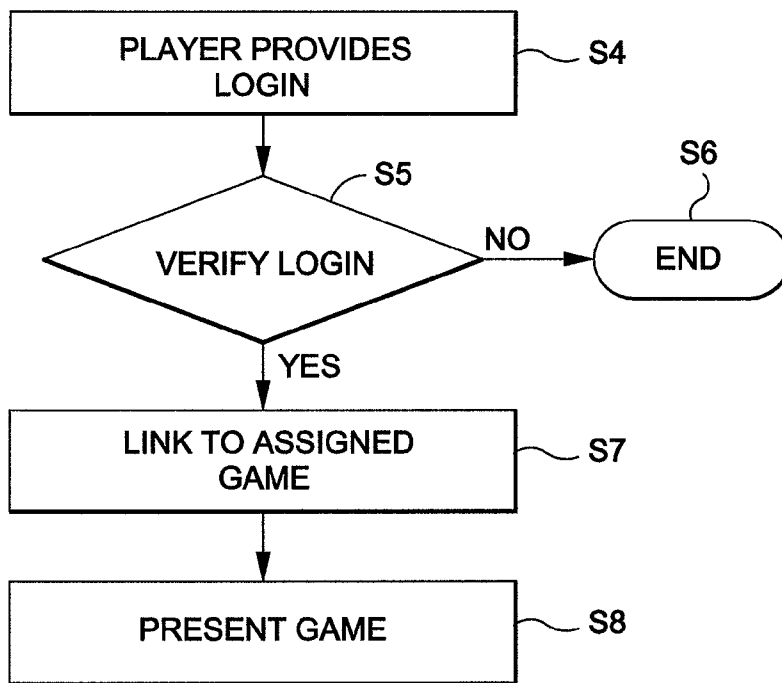 PLAYER PROVIDES
LOGIN
S4
S5
VERIFY LOGIN
NO
S6
END
YES
LINK TO ASSIGNED
GAME
S7
PRESENT GAME
S8